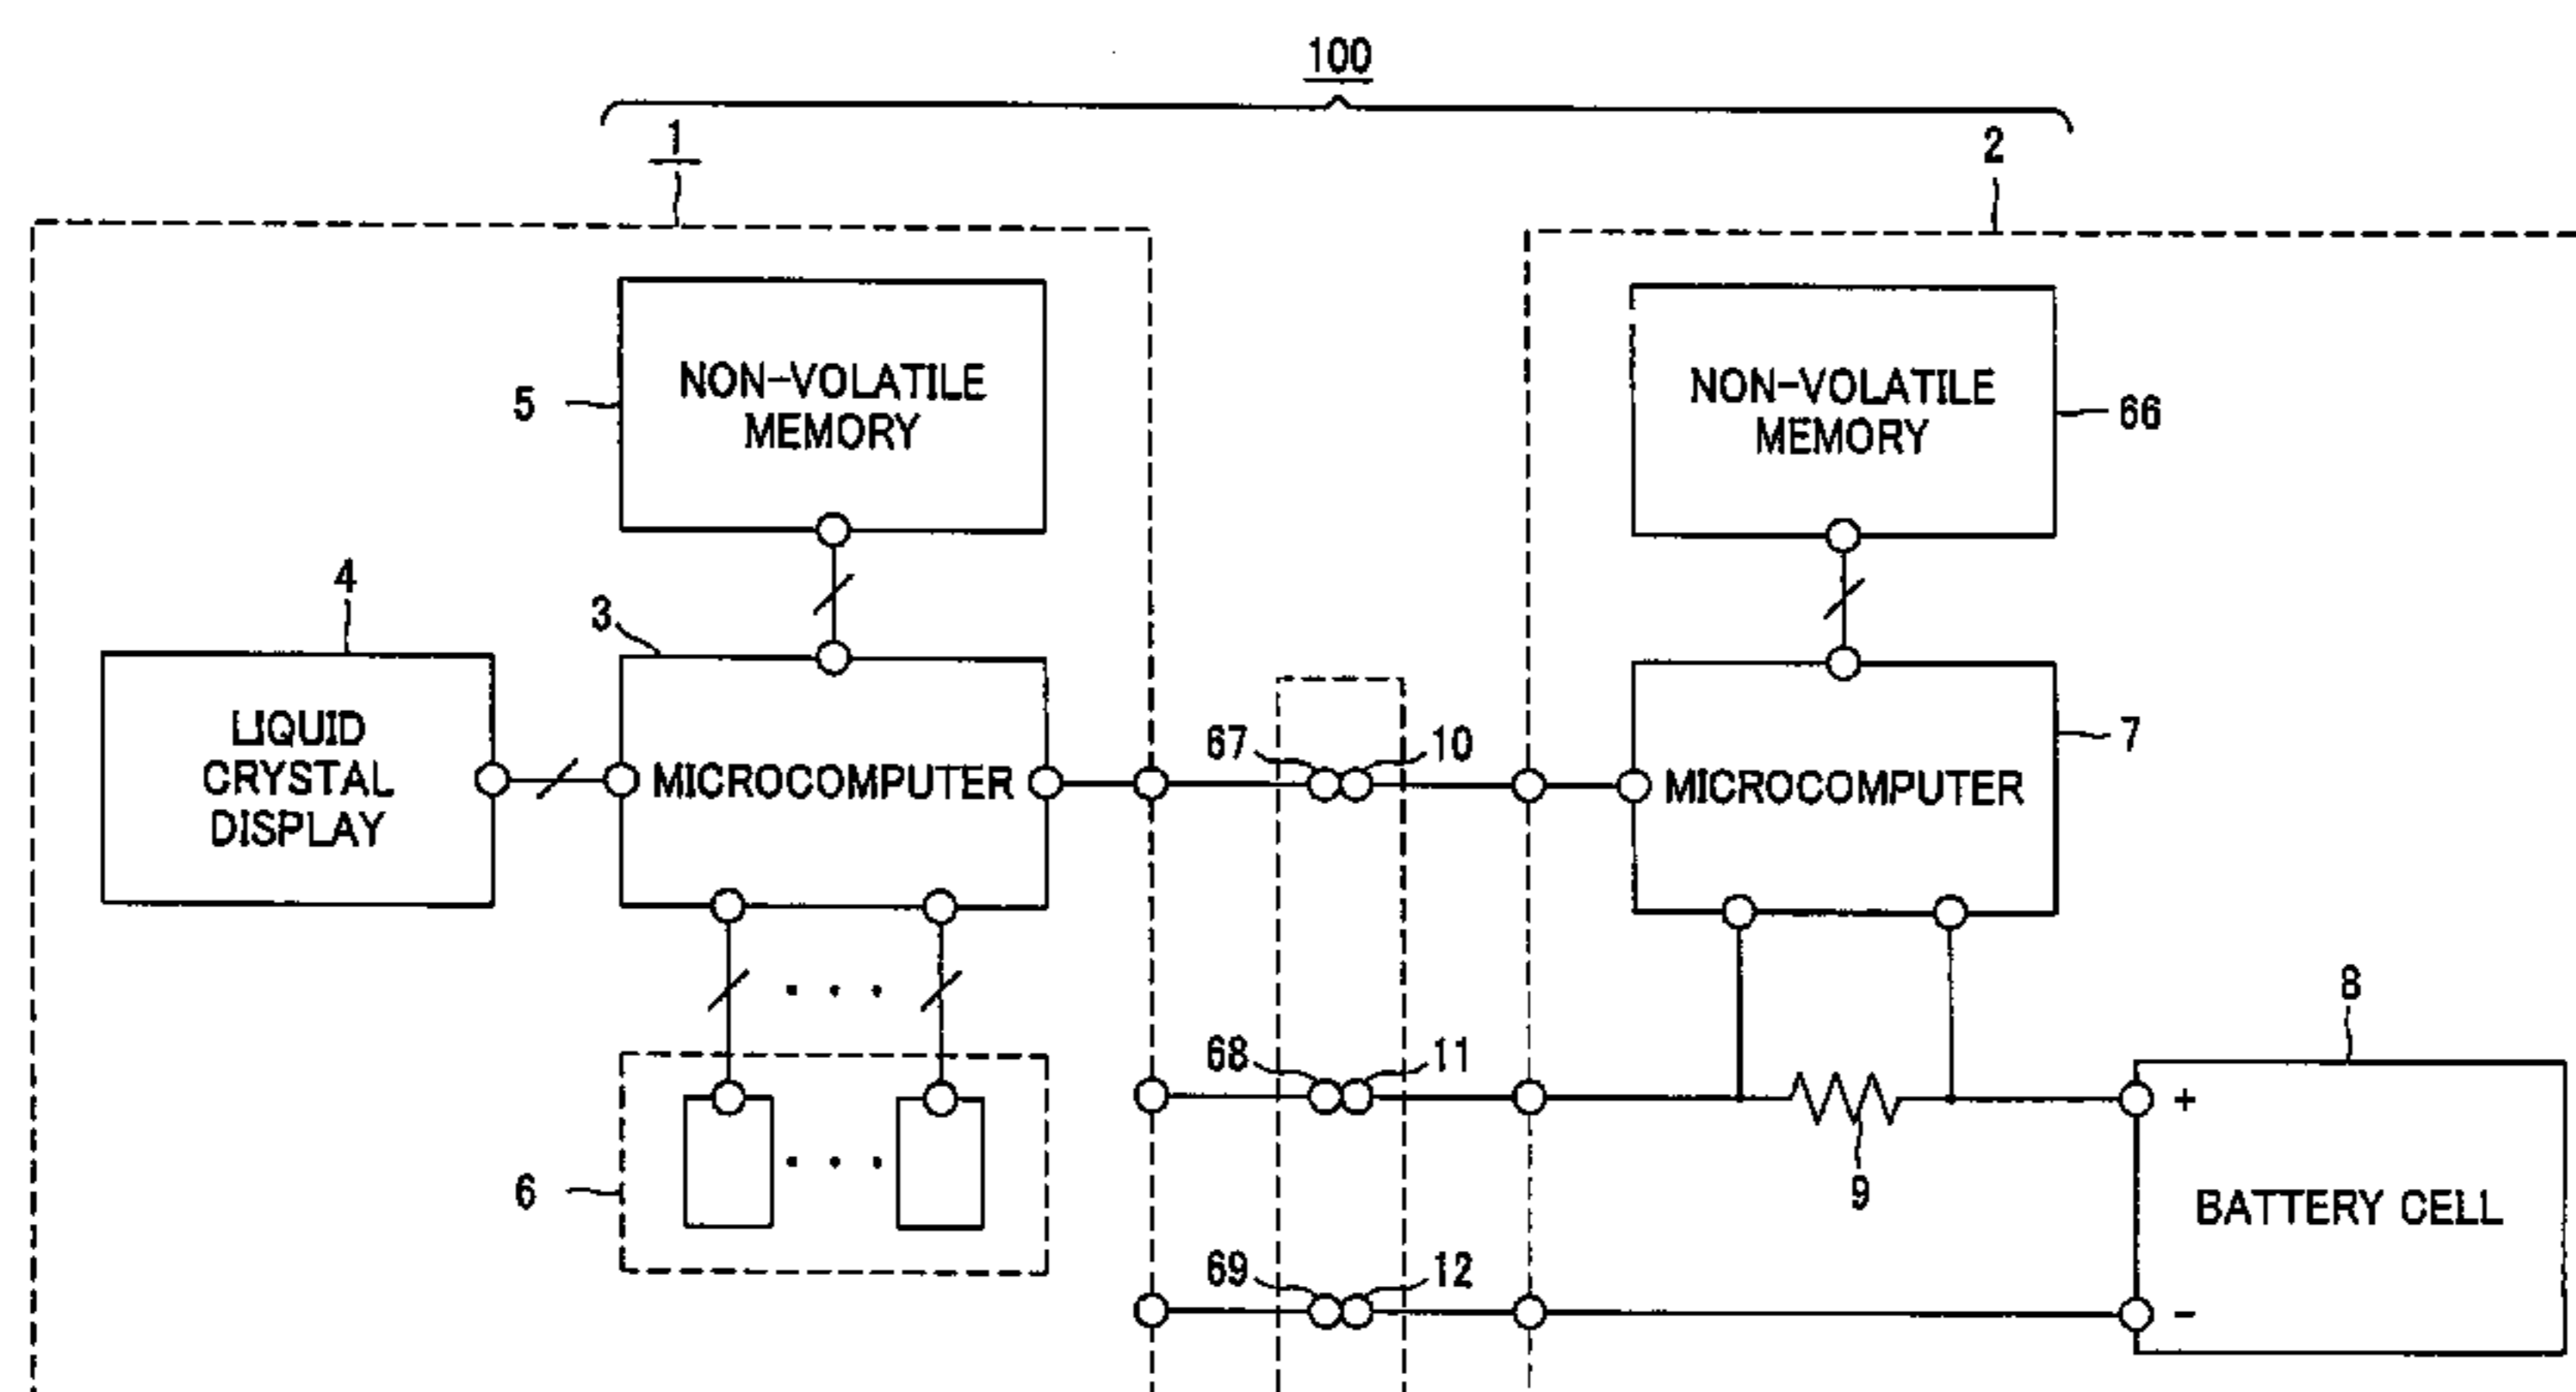 100
1
2
NON-VOLATILE
MEMORY
5
NON-VOLATILE
MEMORY
66
4
3
LIQUID
CRYSTAL
DISPLAY
MICROCOMPUTER
67
10
MICROCOMPUTER
7
8
68
11
+
6
9
BATTERY CELL
69
12
-